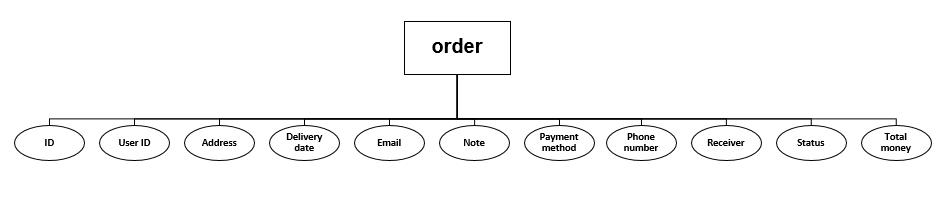 order
ID
User ID
Address
Delivery
date
Email
Note
Payment
method
Phone
number
Receiver
Status
Total
money